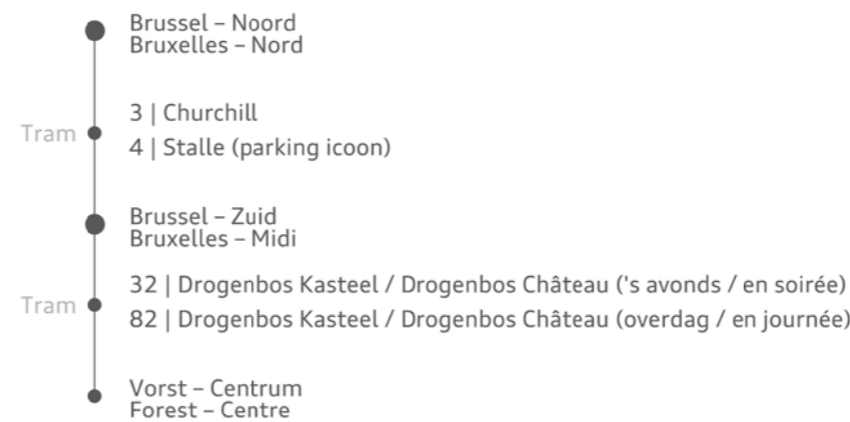 Brussel – Noord
Bruxelles – Nord
Tram
3 | Churchill
4 | Stalle (parking icoon)
Brussel – Zuid
Bruxelles – Midi
Tram
32 | Drogenbos Kasteel / Drogenbos Château ('s avonds / en soirée)
82 | Drogenbos Kasteel / Drogenbos Château (overdag / en journée)
Vorst – Centrum
Forest – Centre